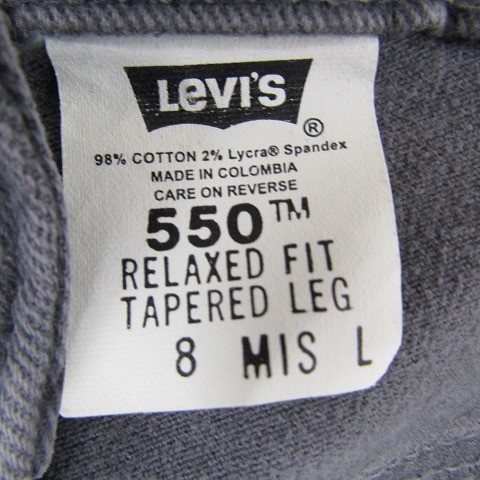 LEVI'S
®
98% COTTON 2% Lycra® Spandex
MADE IN COLOMBIA
CARE ON REVERSE
550™
RELAXED FIT
TAPERED LEG
8 MIS L